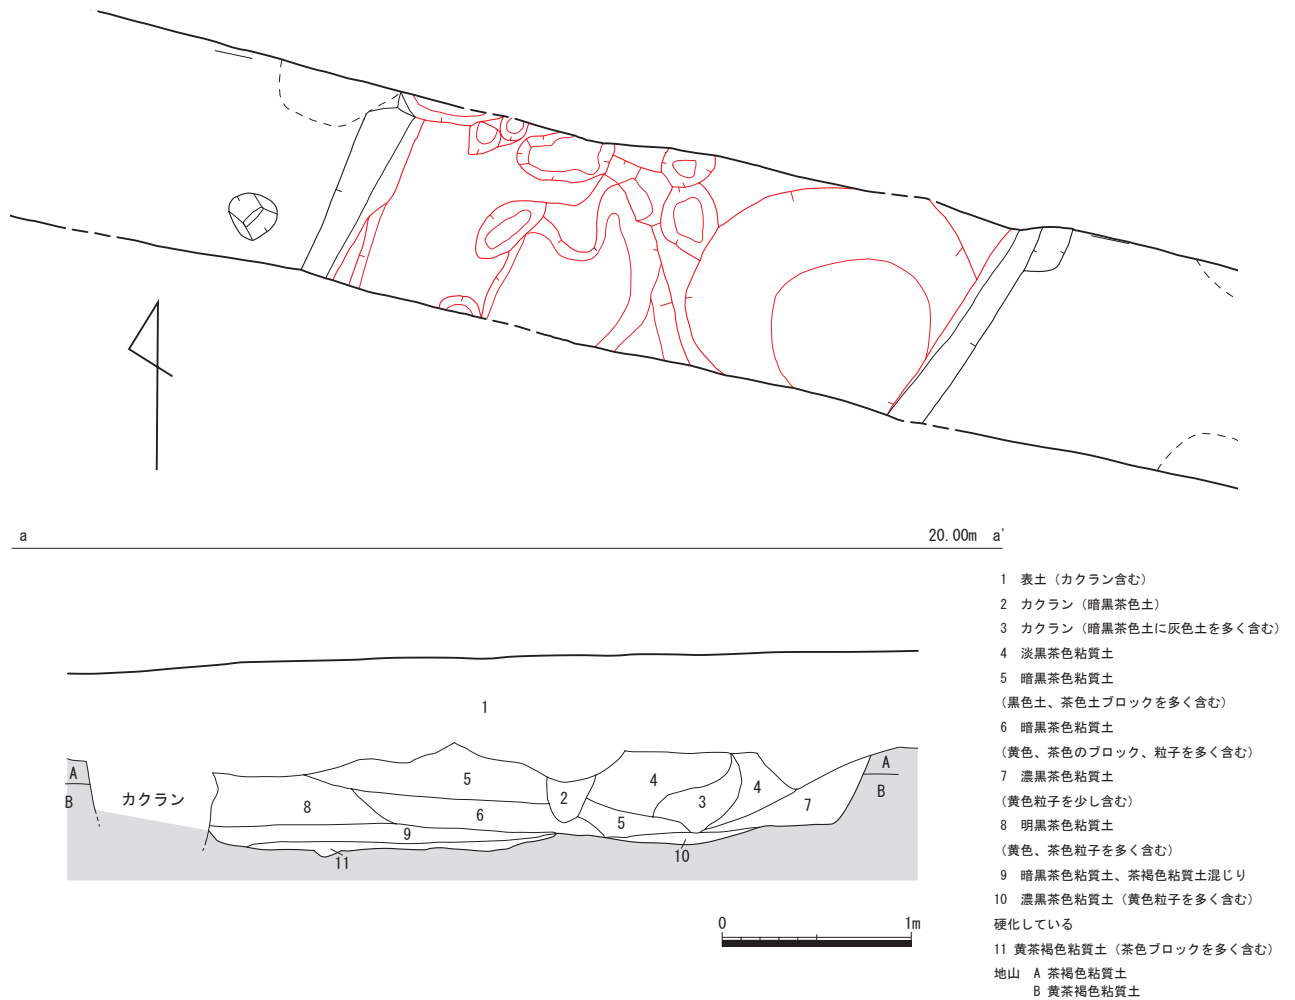 a
20.00m a'
1 表土（カクラン含む）
2 カクラン（暗黒茶色土）
3 カクラン（暗黒茶色土に灰色土を多く含む）
4 淡黒茶色粘質土
5 暗黒茶色粘質土
（黒色土、茶色土ブロックを多く含む）
6 暗黒茶色粘質土
（黄色、茶色のブロック、粒子を多く含む）
7 濃黒茶色粘質土
（黄色粒子を少し含む）
8 明黒茶色粘質土
（黄色、茶色粒子を多く含む）
9 暗黒茶色粘質土、茶褐色粘質土混じり
10 濃黒茶色粘質土（黄色粒子を多く含む）
硬化している
11 黄茶褐色粘質土（茶色ブロックを多く含む）
地山 A 茶褐色粘質土
B 黄茶褐色粘質土
1
A
B
カクラン
5
8
6
9
11
2
4
3
4
5
7
10
A
B
0
1m